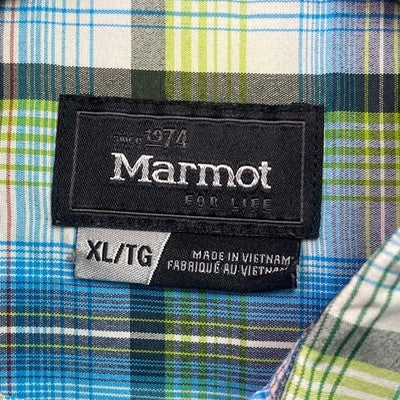 SINCE 1974
Marmot
FOR LIFE
XL/TG
MADE IN VIETNAM
FABRIQUÉ AU VIETNAM